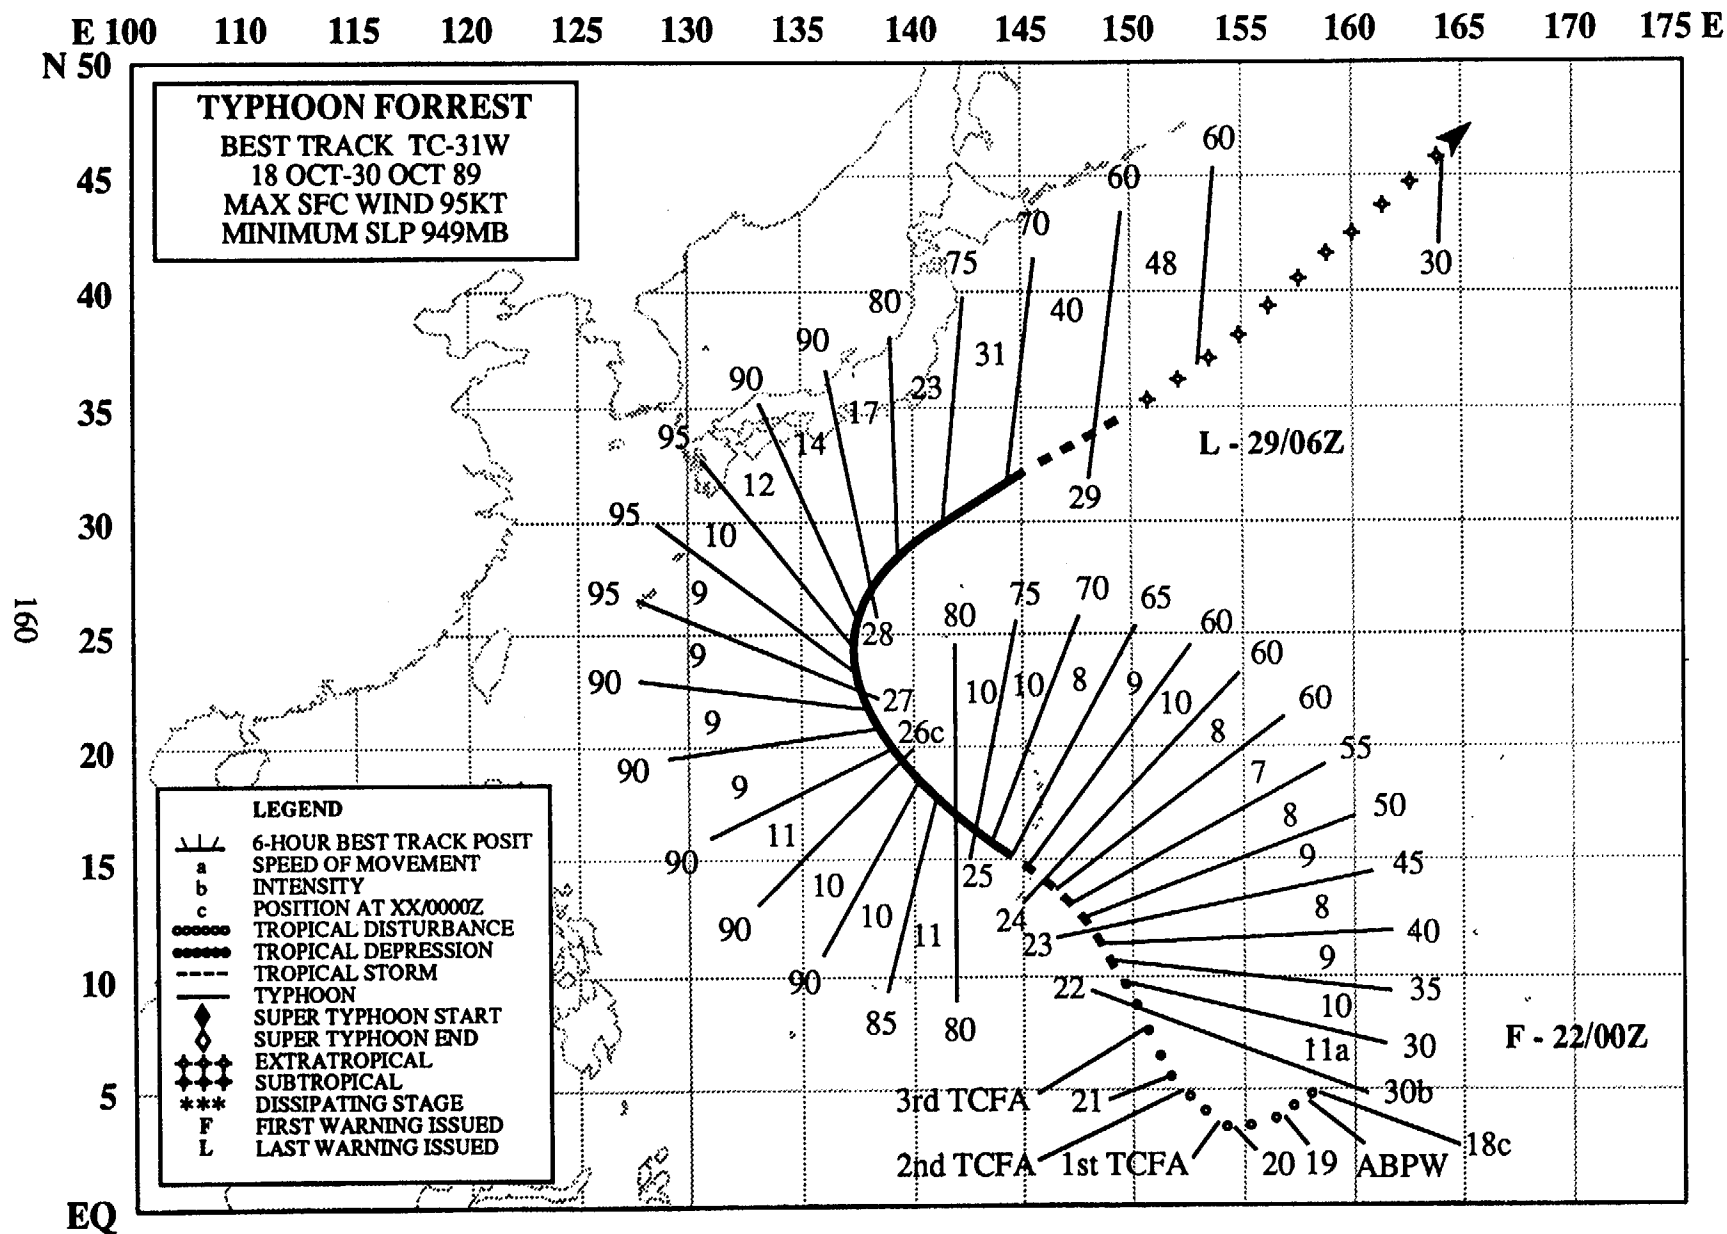 E 100 110 115 120 130 135 140 145 150 155 160 165 170 175 E
N 50
TYPHOON FORREST
BEST TRACK TC-31W
18 OCT-30 OCT 89
MAX SFC WIND 95KT
MINIMUM SLP 949MB
60
60
45
70
75
48
30
40
80
40
90
31
90
23
35
17
95
14
L - 29/06Z
12
29
30
95
10
95
9
75
70
65
80
60
160
25
28
9
60
90
10
10
8
9
10
60
27
9
26c
8
20
55
90
9
7
50
8
11
15
90
25
9
45
10
8
10
24
90
11
23
40
9
10
90
22
35
10
85
80
30
F - 22/00Z
11a
5
3rd TCFA
21
30b
18c
2nd TCFA
1st TCFA
20
19
ABPW
EQ
LEGEND
6-HOUR BEST TRACK POSIT
a SPEED OF MOVEMENT
b INTENSITY
c POSITION AT XX/0000Z
TROPICAL DISTURBANCE
TROPICAL DEPRESSION
TROPICAL STORM
TYPHOON
SUPER TYPHOON START
SUPER TYPHOON END
EXTRATROPICAL
SUBTROPICAL
*** DISSIPATING STAGE
F FIRST WARNING ISSUED
L LAST WARNING ISSUED